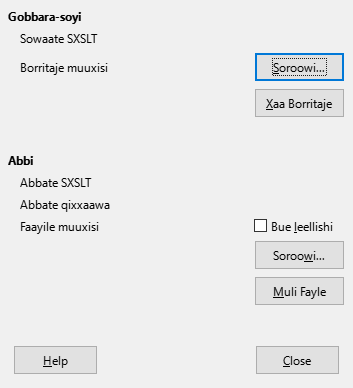 Gobbara-soyi
Sowaate SXSLT
Borritaje muuxisi
Soroowi...
Xaa Borritaje
Abbi
Abbate SXSLT
Abbate qixxaawa
Faayile muuxisi
Bue leellishi
Soroowi...
Muli Fayle
Help
Close